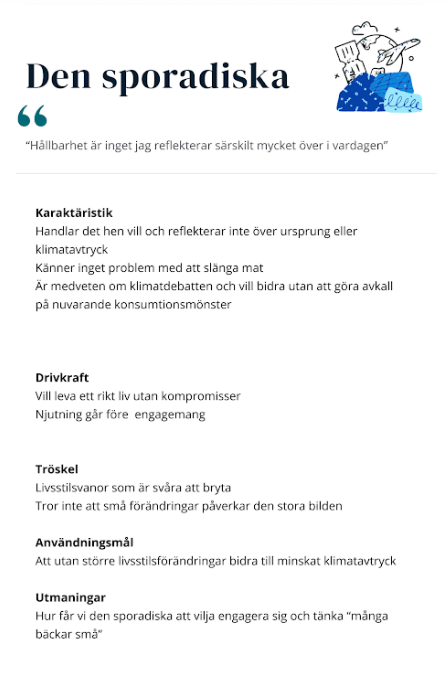 Den sporadiska
“
“Hållbarhet är inget jag reflekterar särskilt mycket över i vardagen”
Karaktäristik
Handlar det hen vill och reflekterar inte över ursprung eller
klimatavtryck
Känner inget problem med att slänga mat
Är medveten om klimatdebatten och vill bidra utan att göra avkall
på nuvarande konsumtionsmönster
Drivkraft
Vill leva ett rikt liv utan kompromisser
Njutning går före engagemang
Tröskel
Livsstilsvanor som är svåra att bryta
Tror inte att små förändringar påverkar den stora bilden
Användningsmål
Att utan större livsstilsförändringar bidra till minskat klimatavtryck
Utmaningar
Hur får vi den sporadiska att vilja engagera sig och tänka “många
bäckar små”